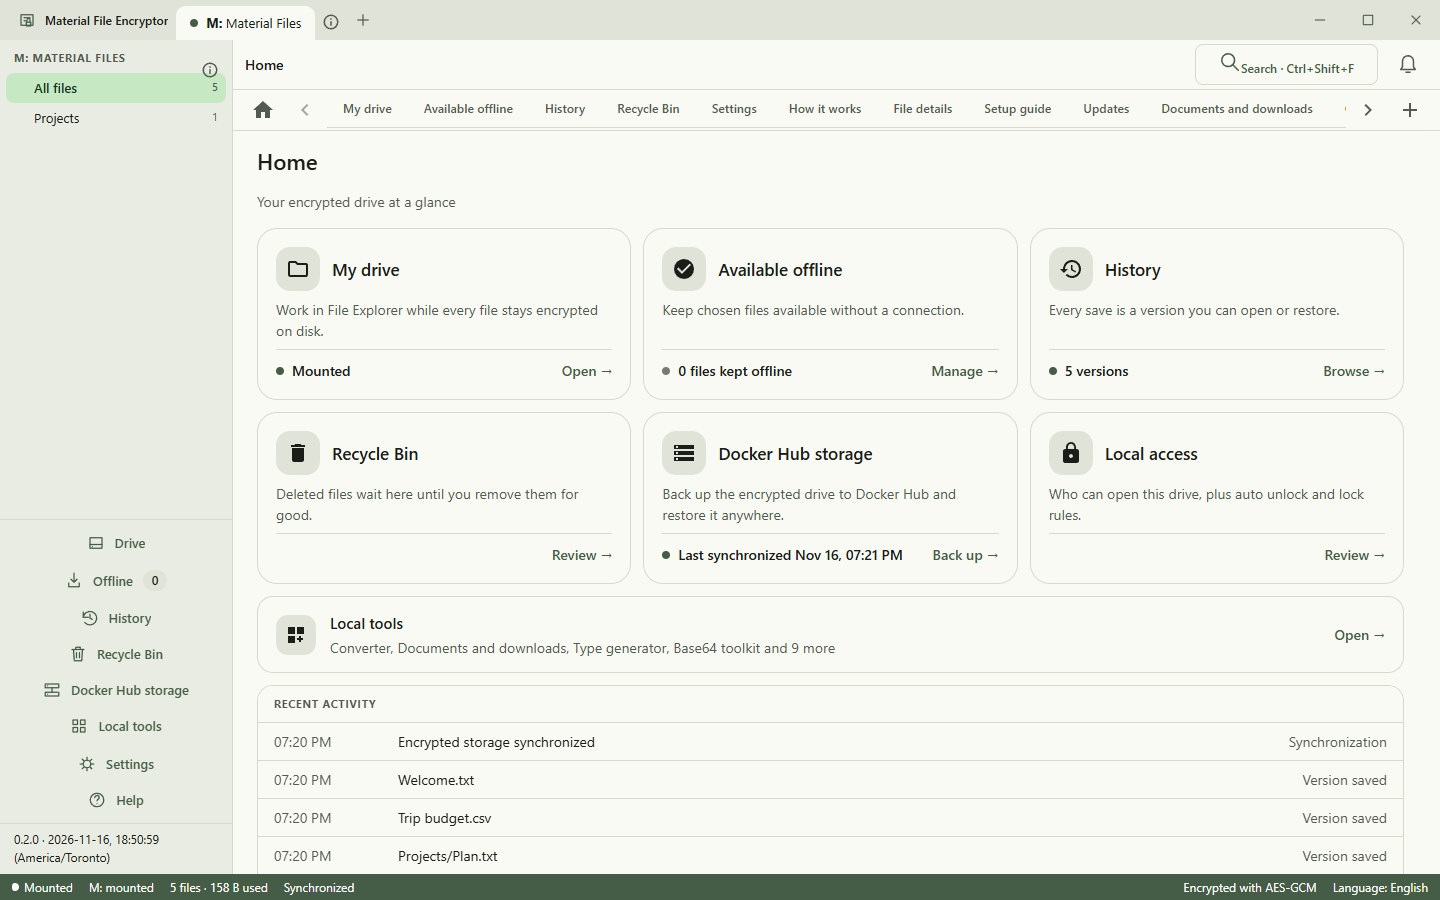 Material File Encryptor
M: Material Files
M: MATERIAL FILES
All files 5
Projects 1
Drive
Offline 0
History
Recycle Bin
Docker Hub storage
Local tools
Settings
Help
0.2.0 · 2026-11-16, 18:50:59
(America/Toronto)
Home
Search · Ctrl+Shift+F
My drive Available offline History Recycle Bin Settings How it works File details Setup guide Updates Documents and downloads
Home
Your encrypted drive at a glance
My drive
Work in File Explorer while every file stays encrypted
on disk.
Mounted Open →
Available offline
Keep chosen files available without a connection.
0 files kept offline Manage →
History
Every save is a version you can open or restore.
5 versions Browse →
Recycle Bin
Deleted files wait here until you remove them for
good.
Review →
Docker Hub storage
Back up the encrypted drive to Docker Hub and
restore it anywhere.
Last synchronized Nov 16, 07:21 PM Back up →
Local access
Who can open this drive, plus auto unlock and lock
rules.
Review →
Local tools
Converter, Documents and downloads, Type generator, Base64 toolkit and 9 more
Open →
RECENT ACTIVITY
07:20 PM Encrypted storage synchronized Synchronization
07:20 PM Welcome.txt Version saved
07:20 PM Trip budget.csv Version saved
07:20 PM Projects/Plan.txt Version saved
Mounted M: mounted 5 files · 158 B used Synchronized Encrypted with AES-GCM Language: English